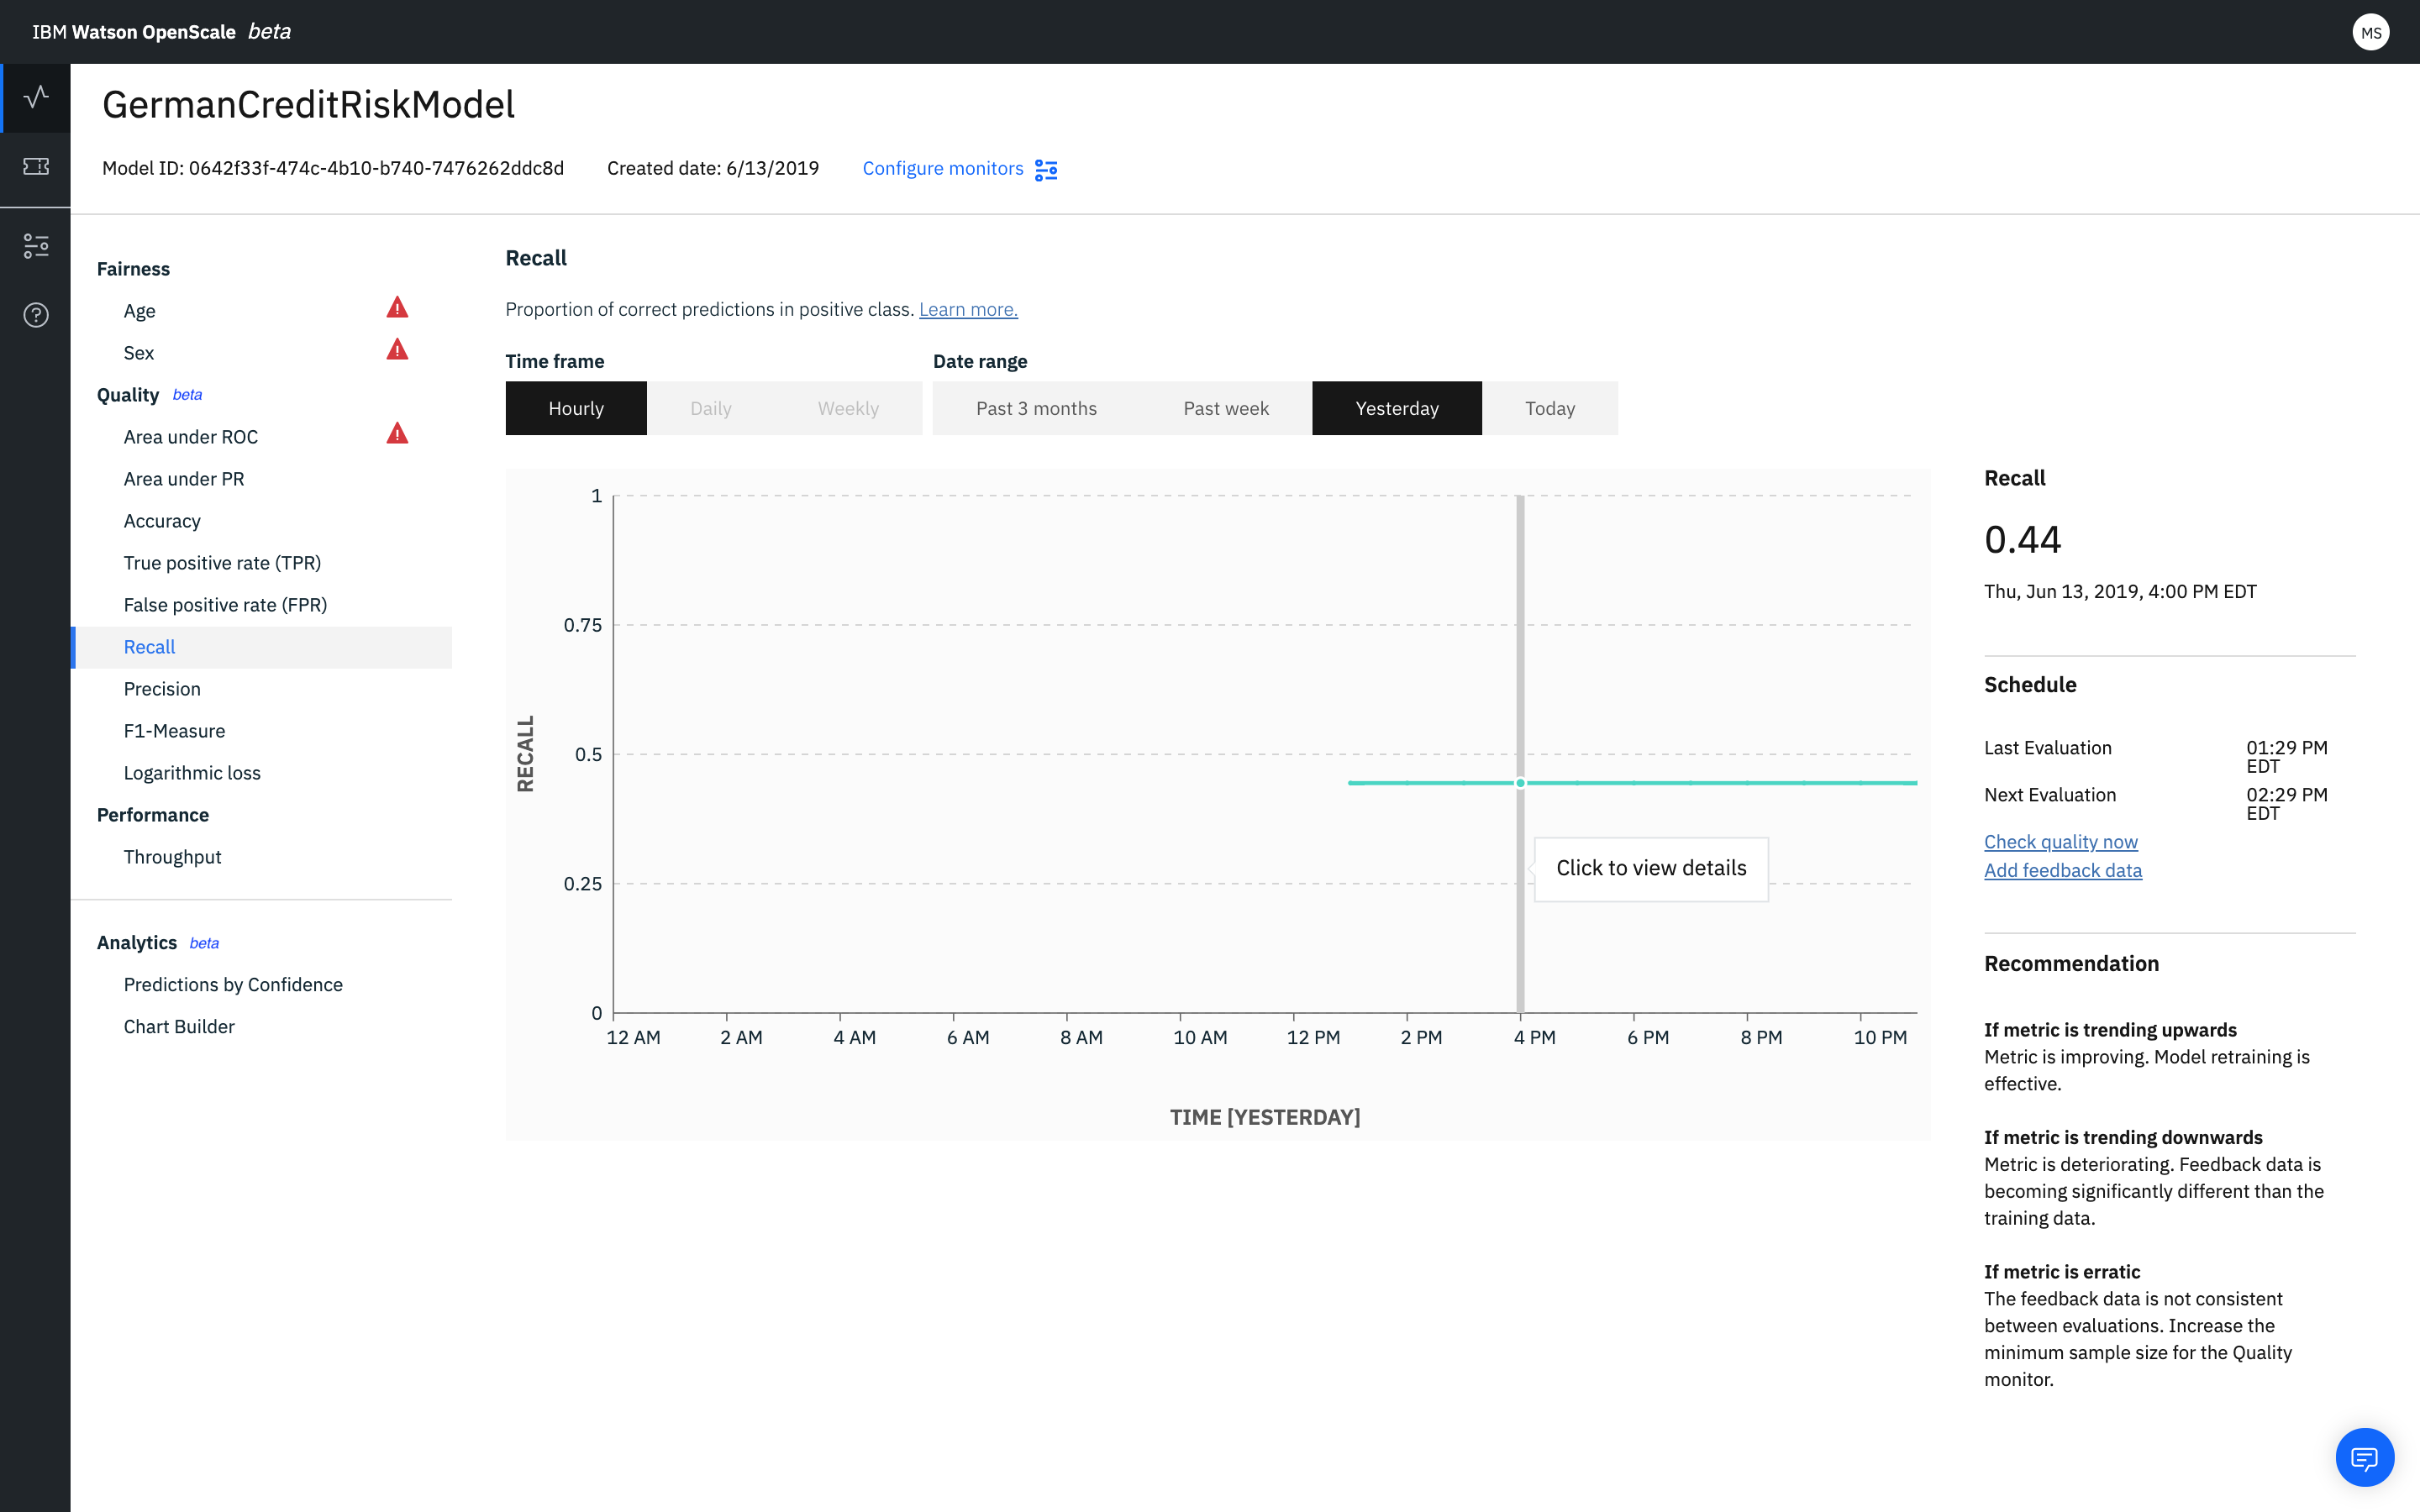 IBM Watson OpenScale beta
MS
GermanCreditRiskModel
Model ID: 0642f33f-474c-4b10-b740-7476262ddc8d Created date: 6/13/2019 Configure monitors
Fairness
Age
Sex
Quality beta
Area under ROC
Area under PR
Accuracy
True positive rate (TPR)
False positive rate (FPR)
Recall
Precision
F1-Measure
Logarithmic loss
Performance
Throughput
Analytics beta
Predictions by Confidence
Chart Builder
Recall
Proportion of correct predictions in positive class. Learn more.
Time frame Date range
Hourly Daily Weekly Past 3 months Past week Yesterday Today
1
0.75
0.5
0.25
0
RECALL
Click to view details
12 AM 2 AM 4 AM 6 AM 8 AM 10 AM 12 PM 2 PM 4 PM 6 PM 8 PM 10 PM
TIME [YESTERDAY]
Recall
0.44
Thu, Jun 13, 2019, 4:00 PM EDT
Schedule
Last Evaluation 01:29 PM
EDT
Next Evaluation 02:29 PM
EDT
Check quality now
Add feedback data
Recommendation
If metric is trending upwards
Metric is improving. Model retraining is
effective.
If metric is trending downwards
Metric is deteriorating. Feedback data is
becoming significantly different than the
training data.
If metric is erratic
The feedback data is not consistent
between evaluations. Increase the
minimum sample size for the Quality
monitor.